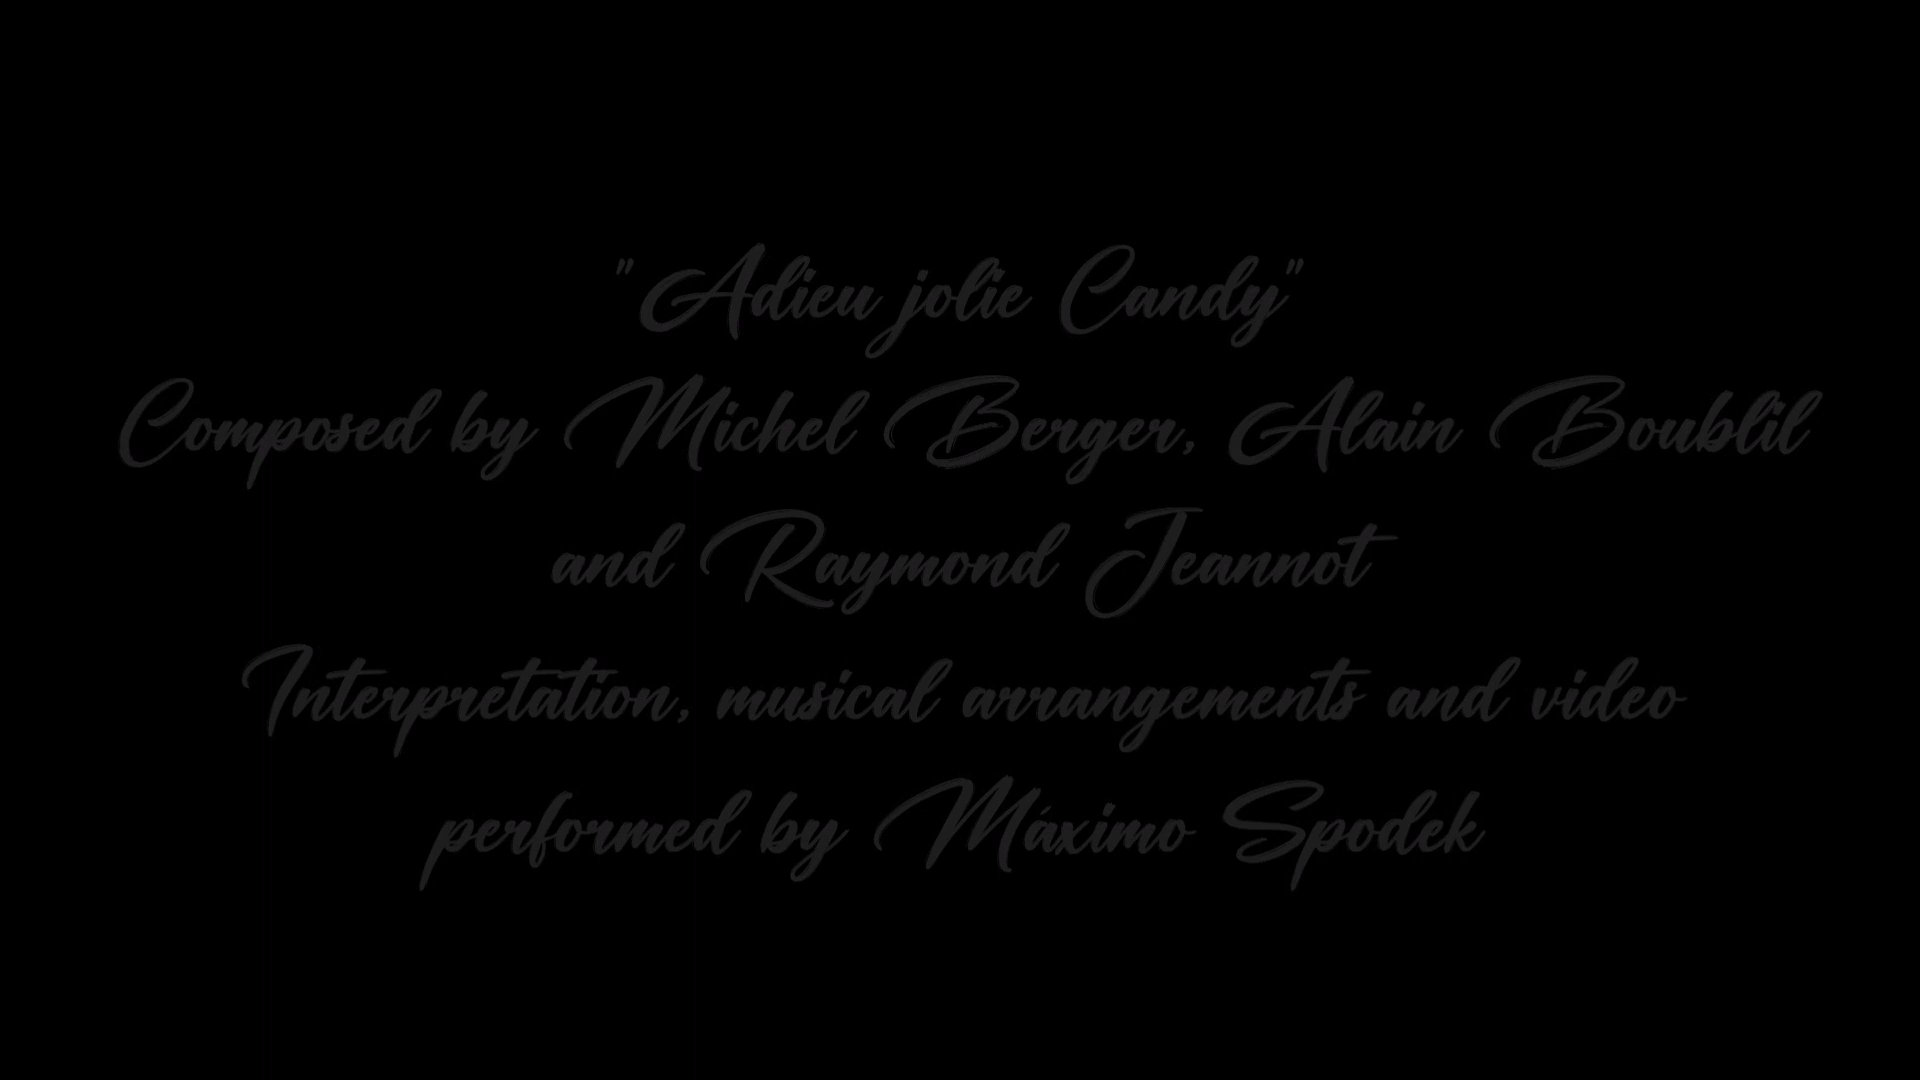 "Adieu jolie Candy"
Composed by Michel Berger, Alain Boublil
and Raymond Jeannot
Interpretation, musical arrangements and video
performed by Máximo Spodek